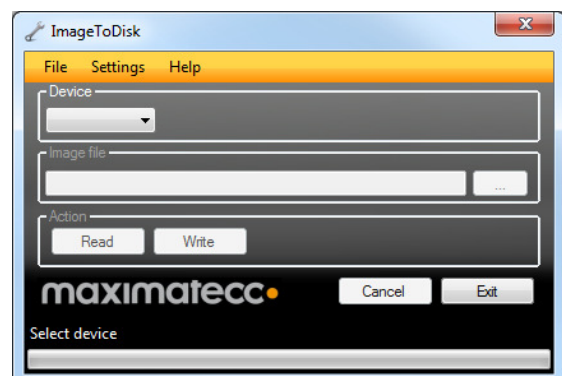 ImageToDisk
File Settings Help
Device
Image file
...
Action
Read Write
maximatecc
Cancel Exit
Select device